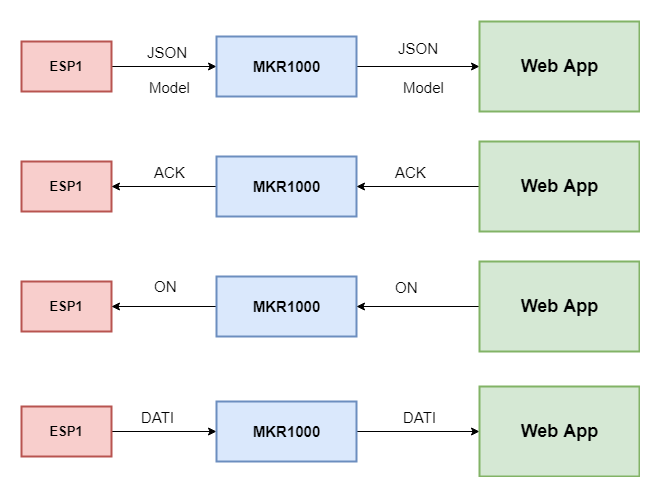 JSON
JSON
ESP1
MKR1000
Web App
Model
Model
ACK
ACK
ESP1
MKR1000
Web App
ON
ON
ESP1
MKR1000
Web App
DATI
DATI
ESP1
MKR1000
Web App